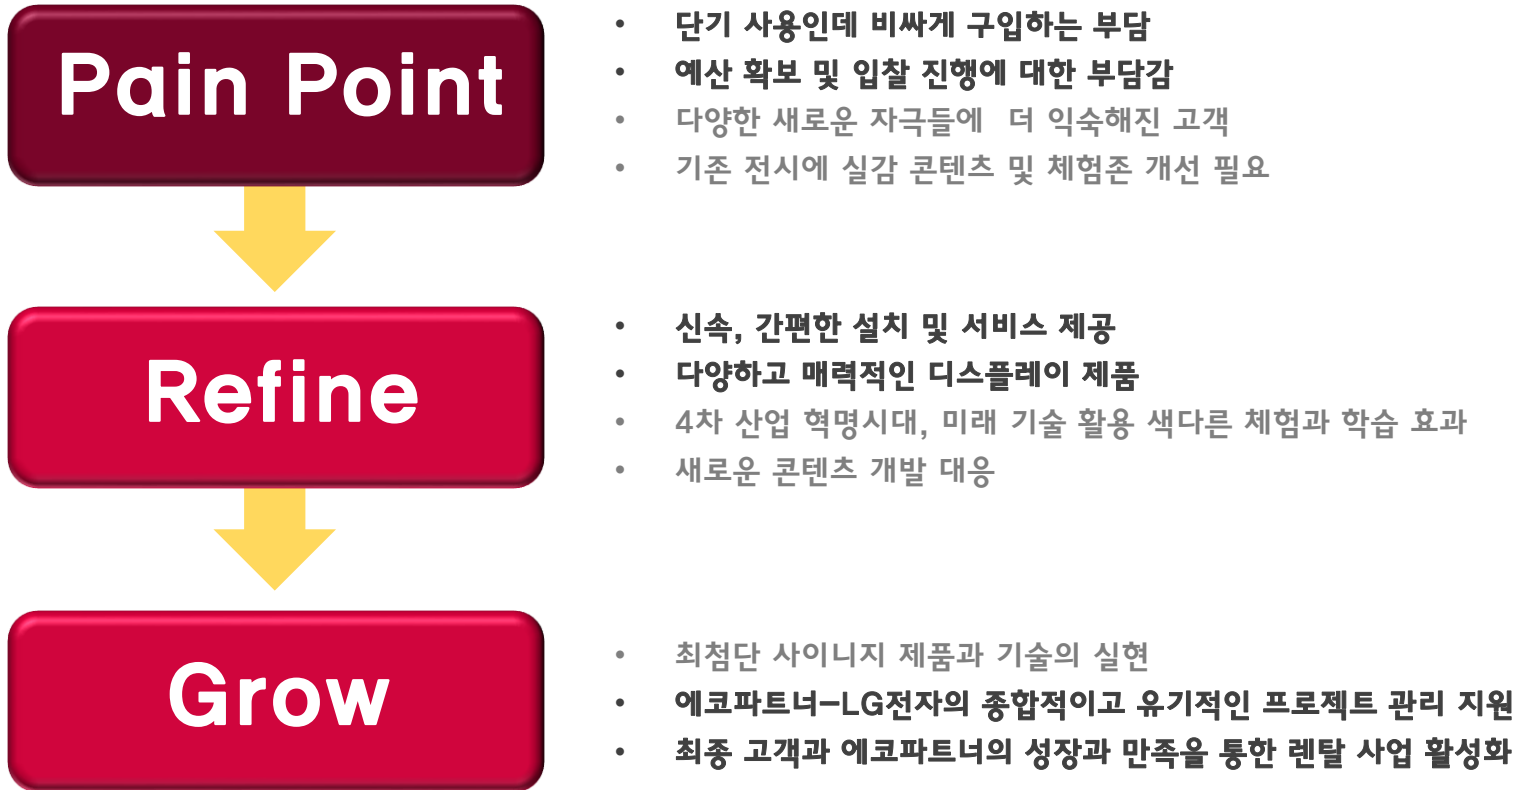 Pain Point
• 단기 사용인데 비싸게 구입하는 부담
• 예산 확보 및 입찰 진행에 대한 부담감
• 다양한 새로운 자극들에 더 익숙해진 고객
• 기존 전시에 실감 콘텐츠 및 체험존 개선 필요
Refine
• 신속, 간편한 설치 및 서비스 제공
• 다양하고 매력적인 디스플레이 제품
• 4차 산업 혁명시대, 미래 기술 활용 색다른 체험과 학습 효과
• 새로운 콘텐츠 개발 대응
Grow
• 최첨단 사이니지 제품과 기술의 실현
• 에코파트너-LG전자의 종합적이고 유기적인 프로젝트 관리 지원
• 최종 고객과 에코파트너의 성장과 만족을 통한 렌탈 사업 활성화